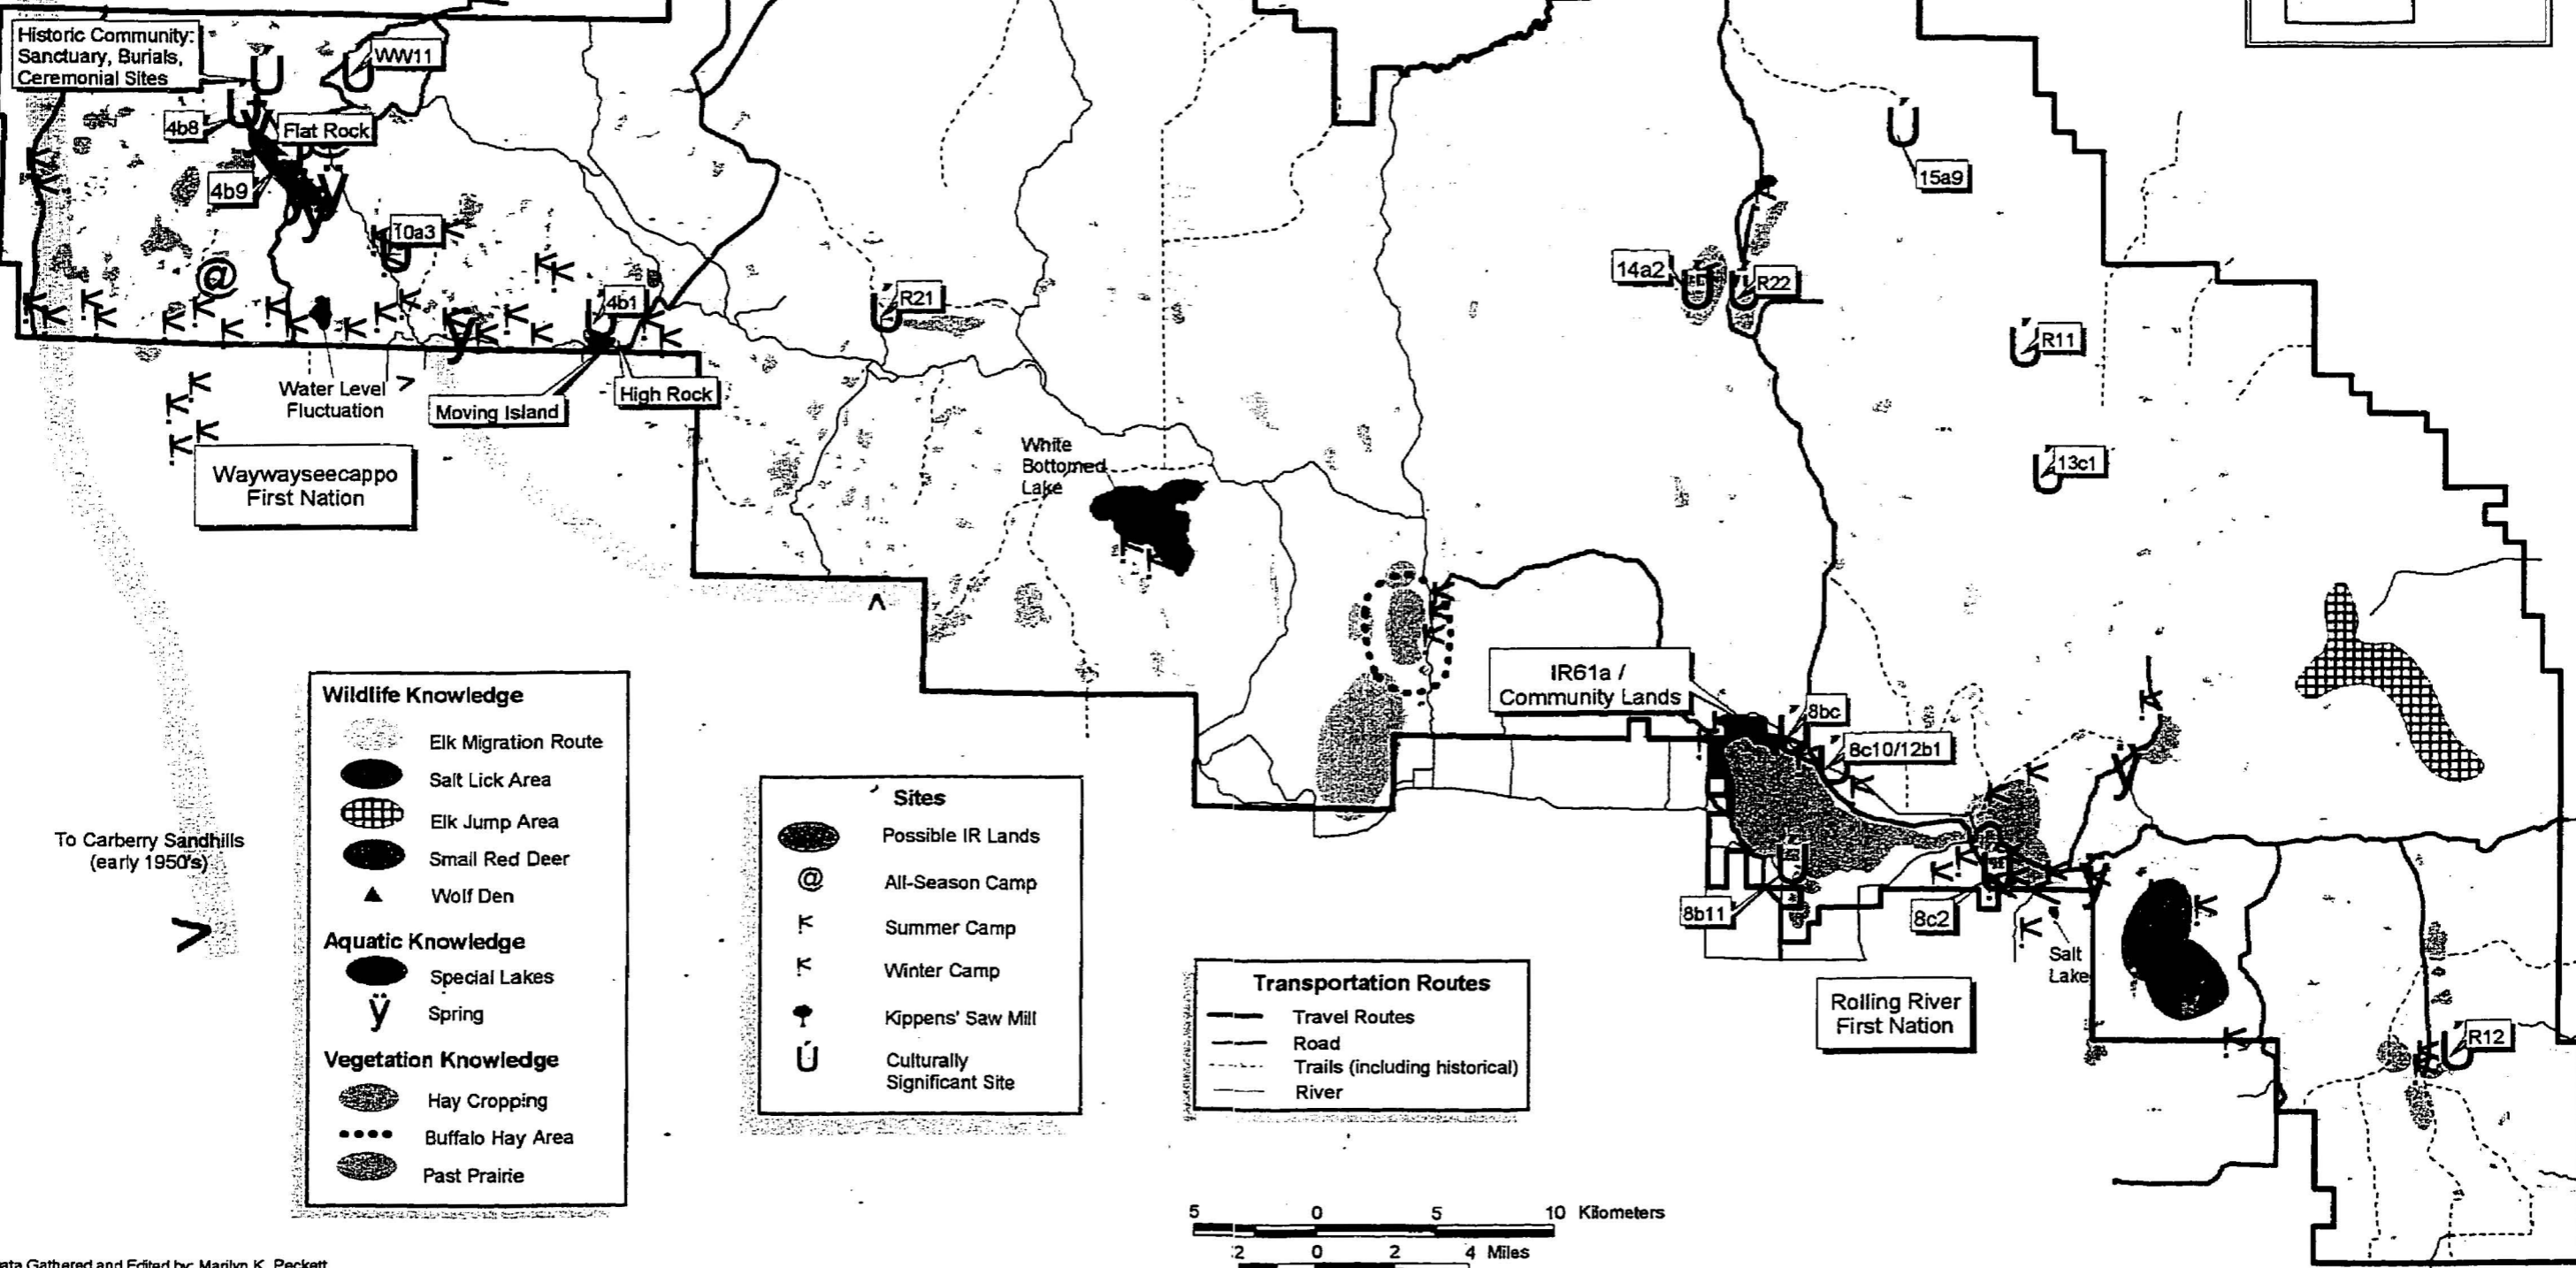 Historic Community:
Sanctuary, Burials,
Ceremonial Sites
WW11
4b8
Flat Rock
4b9
10a3
@
4b1
R21
Water Level
Fluctuation
Moving Island
High Rock
Waywayseecappo
First Nation
White
Bottomed
Lake
15a9
14a2
R22
R11
13c1
IR61a /
Community Lands
8bc
8c10/12b1
8b11
8c2
Salt
Lake
Rolling River
First Nation
R12
To Carberry Sandhills
(early 1950's)
Wildlife Knowledge
Elk Migration Route
Salt Lick Area
Elk Jump Area
Small Red Deer
Wolf Den
Aquatic Knowledge
Special Lakes
ÿ Spring
Vegetation Knowledge
Hay Cropping
Buffalo Hay Area
Past Prairie
Sites
Possible IR Lands
@ All-Season Camp
Summer Camp
Winter Camp
Kippens' Saw Mill
Ú Culturally
Significant Site
Transportation Routes
Travel Routes
Road
Trails (including historical)
River
5 0 5 10 Kilometers
2 0 2 4 Miles
ata Gathered and Edited by: Marilyn K. Peckett